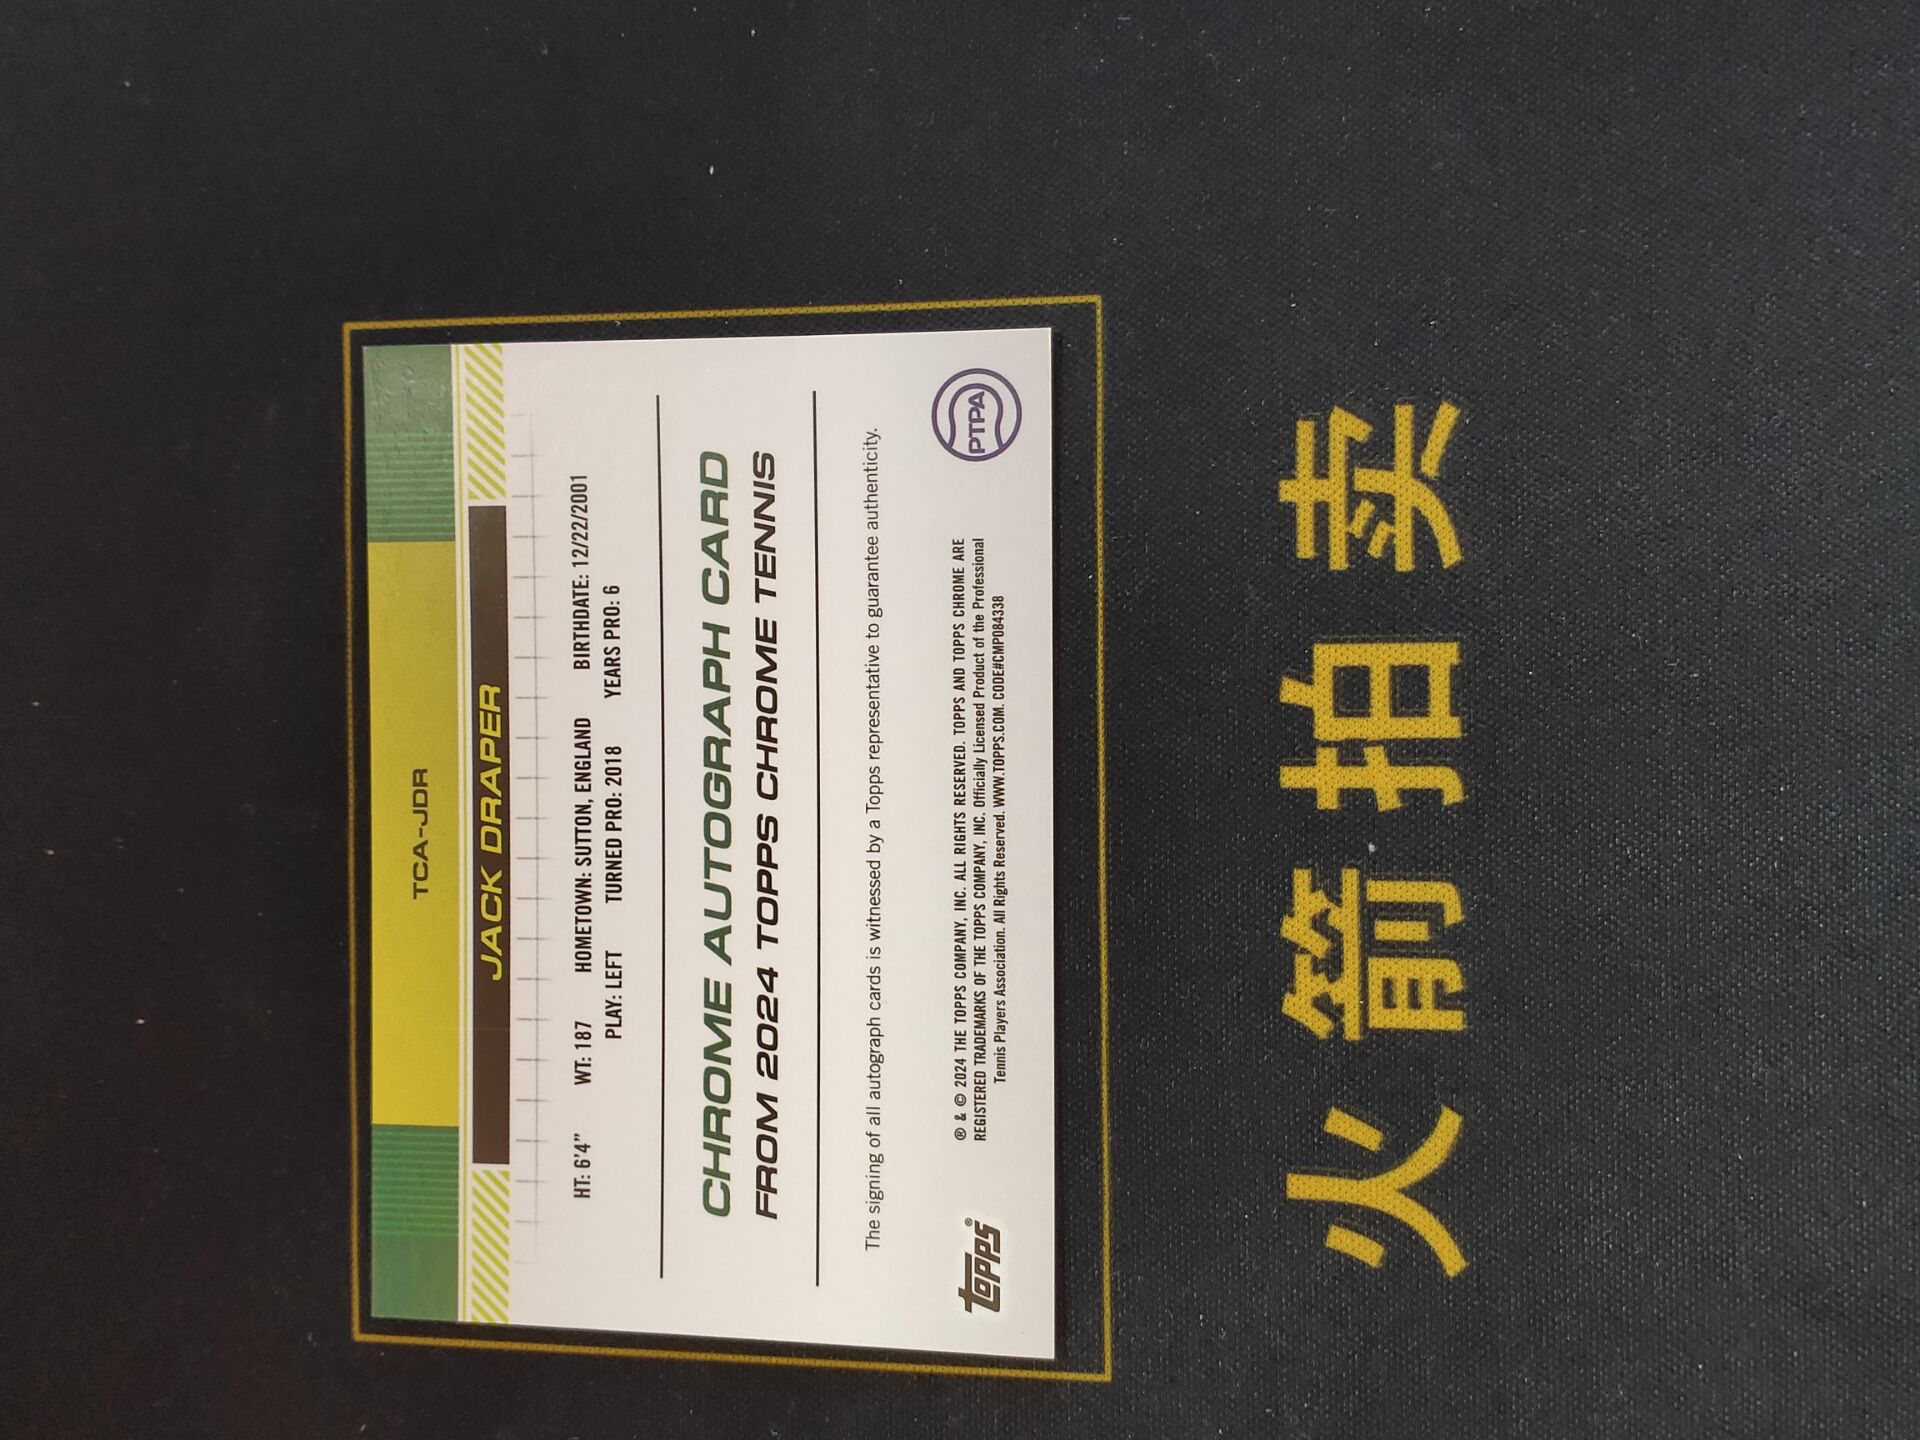 TCA-JDR
JACK DRAPER
HT: 6'4" WT: 187 HOMETOWN: SUTTON, ENGLAND BIRTHDATE: 12/22/2001
PLAY: LEFT TURNED PRO: 2018 YEARS PRO: 6
CHROME AUTOGRAPH CARD
FROM 2024 TOPPS CHROME TENNIS
The signing of all autograph cards is witnessed by a Topps representative to guarantee authenticity.
topps®
® & © 2024 THE TOPPS COMPANY, INC. ALL RIGHTS RESERVED. TOPPS AND TOPPS CHROME ARE
REGISTERED TRADEMARKS OF THE TOPPS COMPANY, INC. Officially Licensed Product of the Professional
Tennis Players Association. All Rights Reserved. WWW.TOPPS.COM. CODE#CMP084338
PTPA
火箭拍卖